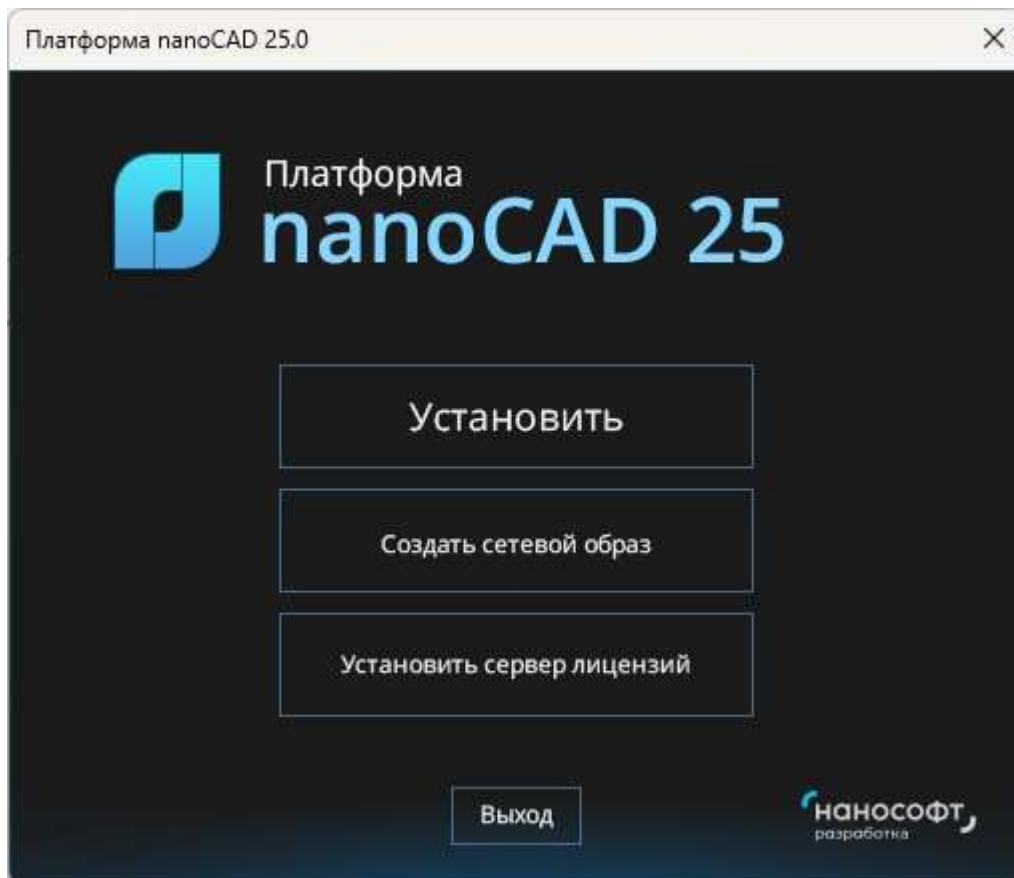 Платформа nanoCAD 25.0
Платформа
nanoCAD 25
Установить
Создать сетевой образ
Установить сервер лицензий
Выход
нанософт
разработка